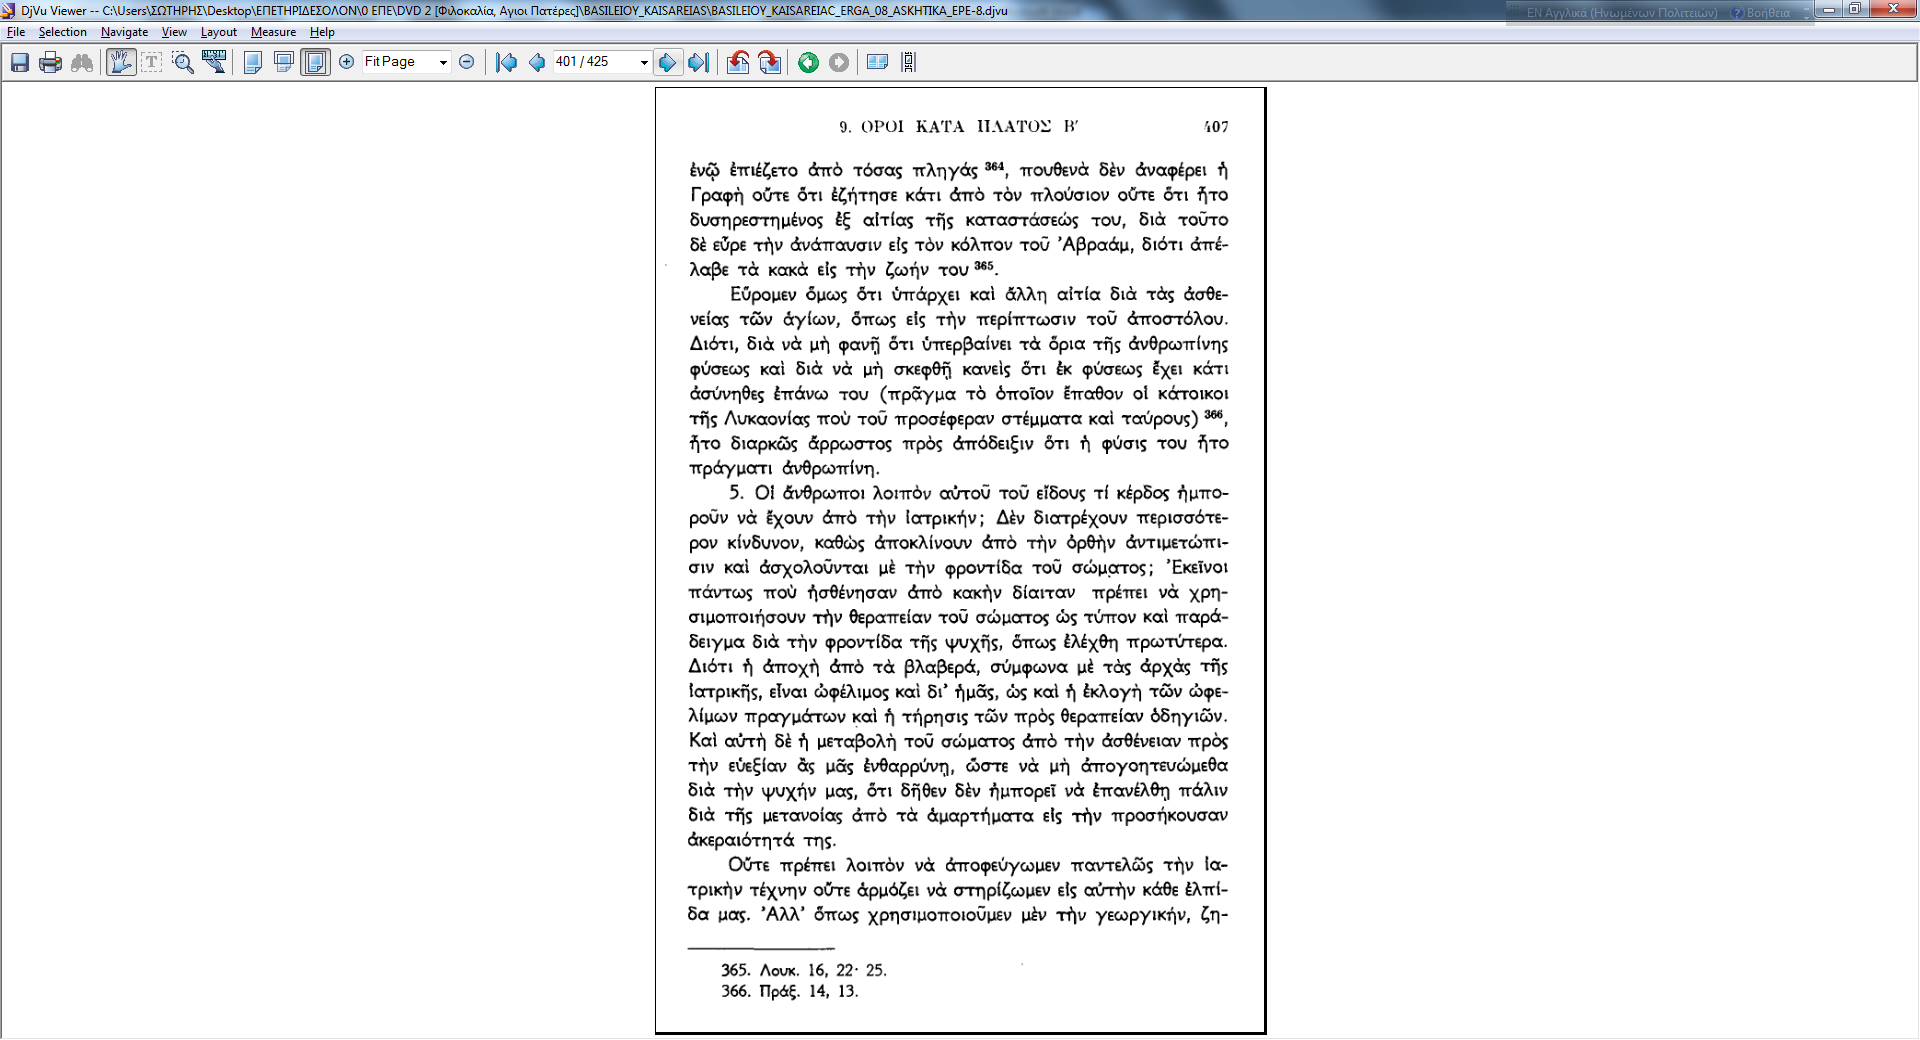 DjVu Viewer -- C:\Users\ΣΩΤΗΡΗΣ\Desktop\ΕΠΕΤΗΡΙΔΕΣΟΛΟΝ\0 ΕΠΕ\DVD 2 [Φιλοκαλία, Αγιοι Πατέρες]\BASILEIOY_KAISAREIAS\BASILEIOY_KAISAREIAC_ERGA_08_ASKHTIKA_EPE-8.djvu
EN Αγγλικά (Ηνωμένων Πολιτειών) Βοήθεια
File Selection Navigate View Layout Measure Help
Fit Page 401 / 425
9. ΟΡΟΙ ΚΑΤΑ ΠΛΑΤΟΣ Β′ 407
ἐνῷ ἐπιέζετο ἀπὸ τόσας πληγάς 364, πουθενὰ δὲν ἀναφέρει ἡ
Γραφὴ οὔτε ὅτι ἐζήτησε κάτι ἀπὸ τὸν πλούσιον οὔτε ὅτι ἦτο
δυσηρεστημένος ἐξ αἰτίας τῆς καταστάσεώς του, διὰ τοῦτο
δὲ εὗρε τὴν ἀνάπαυσιν εἰς τὸν κόλπον τοῦ Ἀβραάμ, διότι ἀπέ-
λαβε τὰ κακὰ εἰς τὴν ζωήν του 365.
Εὕρομεν ὅμως ὅτι ὑπάρχει καὶ ἄλλη αἰτία διὰ τὰς ἀσθε-
νείας τῶν ἁγίων, ὅπως εἰς τὴν περίπτωσιν τοῦ ἀποστόλου.
Διότι, διὰ νὰ μὴ φανῇ ὅτι ὑπερβαίνει τὰ ὅρια τῆς ἀνθρωπίνης
φύσεως καὶ διὰ νὰ μὴ σκεφθῇ κανεὶς ὅτι ἐκ φύσεως ἔχει κάτι
ἀσύνηθες ἐπάνω του (πρᾶγμα τὸ ὁποῖον ἔπαθον οἱ κάτοικοι
τῆς Λυκαονίας ποὺ τοῦ προσέφεραν στέμματα καὶ ταύρους) 366,
ἦτο διαρκῶς ἄρρωστος πρὸς ἀπόδειξιν ὅτι ἡ φύσις του ἦτο
πράγματι ἀνθρωπίνη.
5. Οἱ ἄνθρωποι λοιπὸν αὐτοῦ τοῦ εἴδους τί κέρδος ἠμπο-
ροῦν νὰ ἔχουν ἀπὸ τὴν ἰατρικήν; Δὲν διατρέχουν περισσότε-
ρον κίνδυνον, καθὼς ἀποκλίνουν ἀπὸ τὴν ὀρθὴν ἀντιμετώπι-
σιν καὶ ἀσχολοῦνται μὲ τὴν φροντίδα τοῦ σώματος; Ἐκεῖνοι
πάντως ποὺ ἠσθένησαν ἀπὸ κακὴν δίαιταν πρέπει νὰ χρη-
σιμοποιήσουν τὴν θεραπείαν τοῦ σώματος ὡς τύπον καὶ παρά-
δειγμα διὰ τὴν φροντίδα τῆς ψυχῆς, ὅπως ἐλέχθη πρωτύτερα.
Διότι ἡ ἀποχὴ ἀπὸ τὰ βλαβερά, σύμφωνα μὲ τὰς ἀρχὰς τῆς
ἰατρικῆς, εἶναι ὠφέλιμος καὶ δι' ἡμᾶς, ὡς καὶ ἡ ἐκλογὴ τῶν ὠφε-
λίμων πραγμάτων καὶ ἡ τήρησις τῶν πρὸς θεραπείαν ὁδηγιῶν.
Καὶ αὐτὴ δὲ ἡ μεταβολὴ τοῦ σώματος ἀπὸ τὴν ἀσθένειαν πρὸς
τὴν εὐεξίαν ἂς μᾶς ἐνθαρρύνῃ, ὥστε νὰ μὴ ἀπογοητευώμεθα
διὰ τὴν ψυχήν μας, ὅτι δῆθεν δὲν ἠμπορεῖ νὰ ἐπανέλθῃ πάλιν
διὰ τῆς μετανοίας ἀπὸ τὰ ἁμαρτήματα εἰς τὴν προσήκουσαν
ἀκεραιότητά της.
Οὔτε πρέπει λοιπὸν νὰ ἀποφεύγωμεν παντελῶς τὴν ἰα-
τρικὴν τέχνην οὔτε ἁρμόζει νὰ στηρίζωμεν εἰς αὐτὴν κάθε ἐλπί-
δα μας. Ἀλλ' ὅπως χρησιμοποιοῦμεν μὲν τὴν γεωργικήν, ζη-
365. Λουκ. 16, 22· 25.
366. Πράξ. 14, 13.